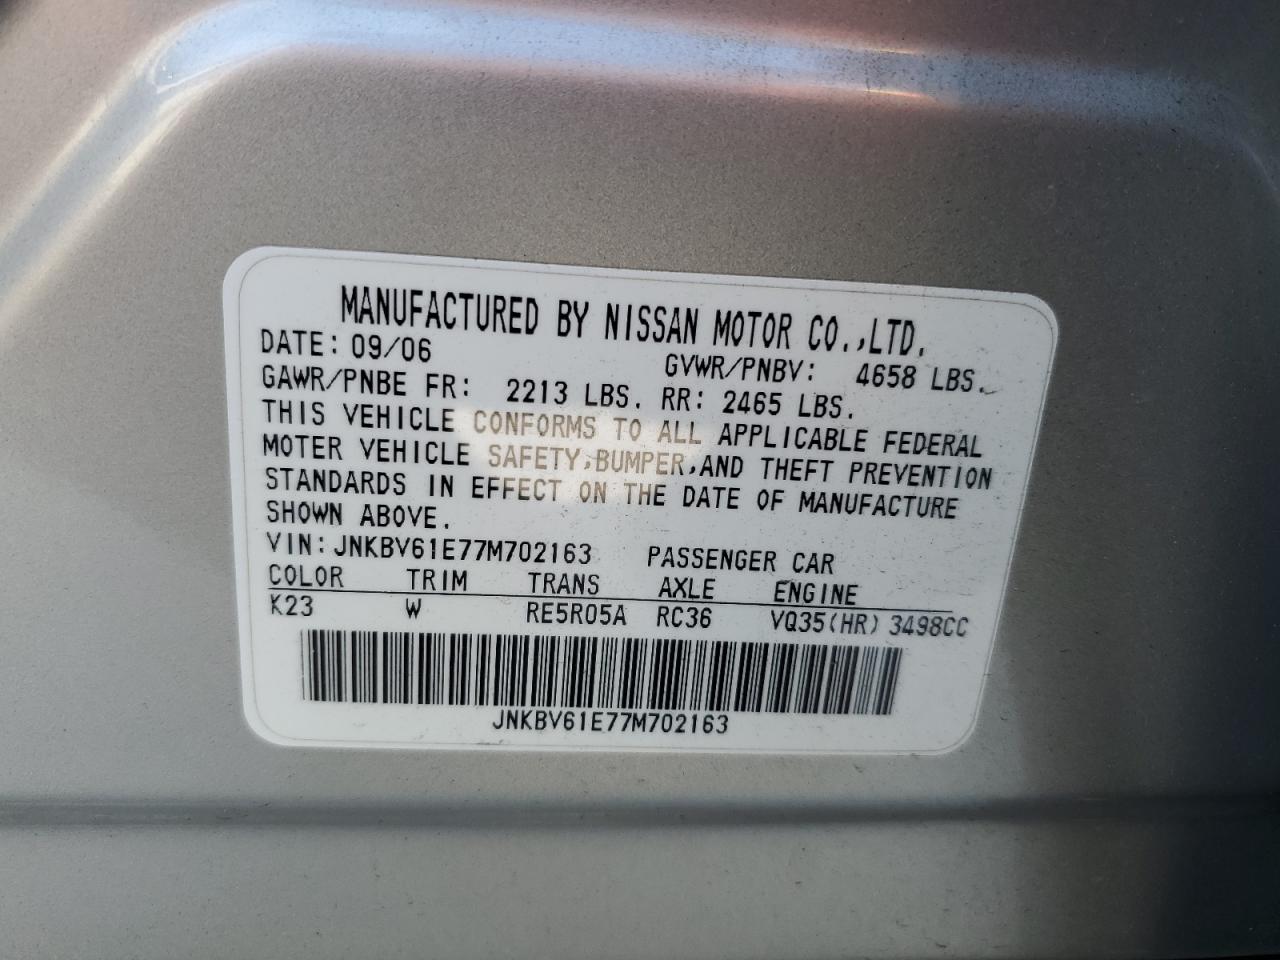 MANUFACTURED BY NISSAN MOTOR CO.,LTD.
DATE: 09/06 GVWR/PNBV: 4658 LBS.
GAWR/PNBE FR: 2213 LBS. RR: 2465 LBS.
THIS VEHICLE CONFORMS TO ALL APPLICABLE FEDERAL
MOTER VEHICLE SAFETY,BUMPER,AND THEFT PREVENTION
STANDARDS IN EFFECT ON THE DATE OF MANUFACTURE
SHOWN ABOVE.
VIN: JNKBV61E77M702163 PASSENGER CAR
COLOR TRIM TRANS AXLE ENGINE
K23 W RE5R05A RC36 VQ35(HR) 3498CC
JNKBV61E77M702163